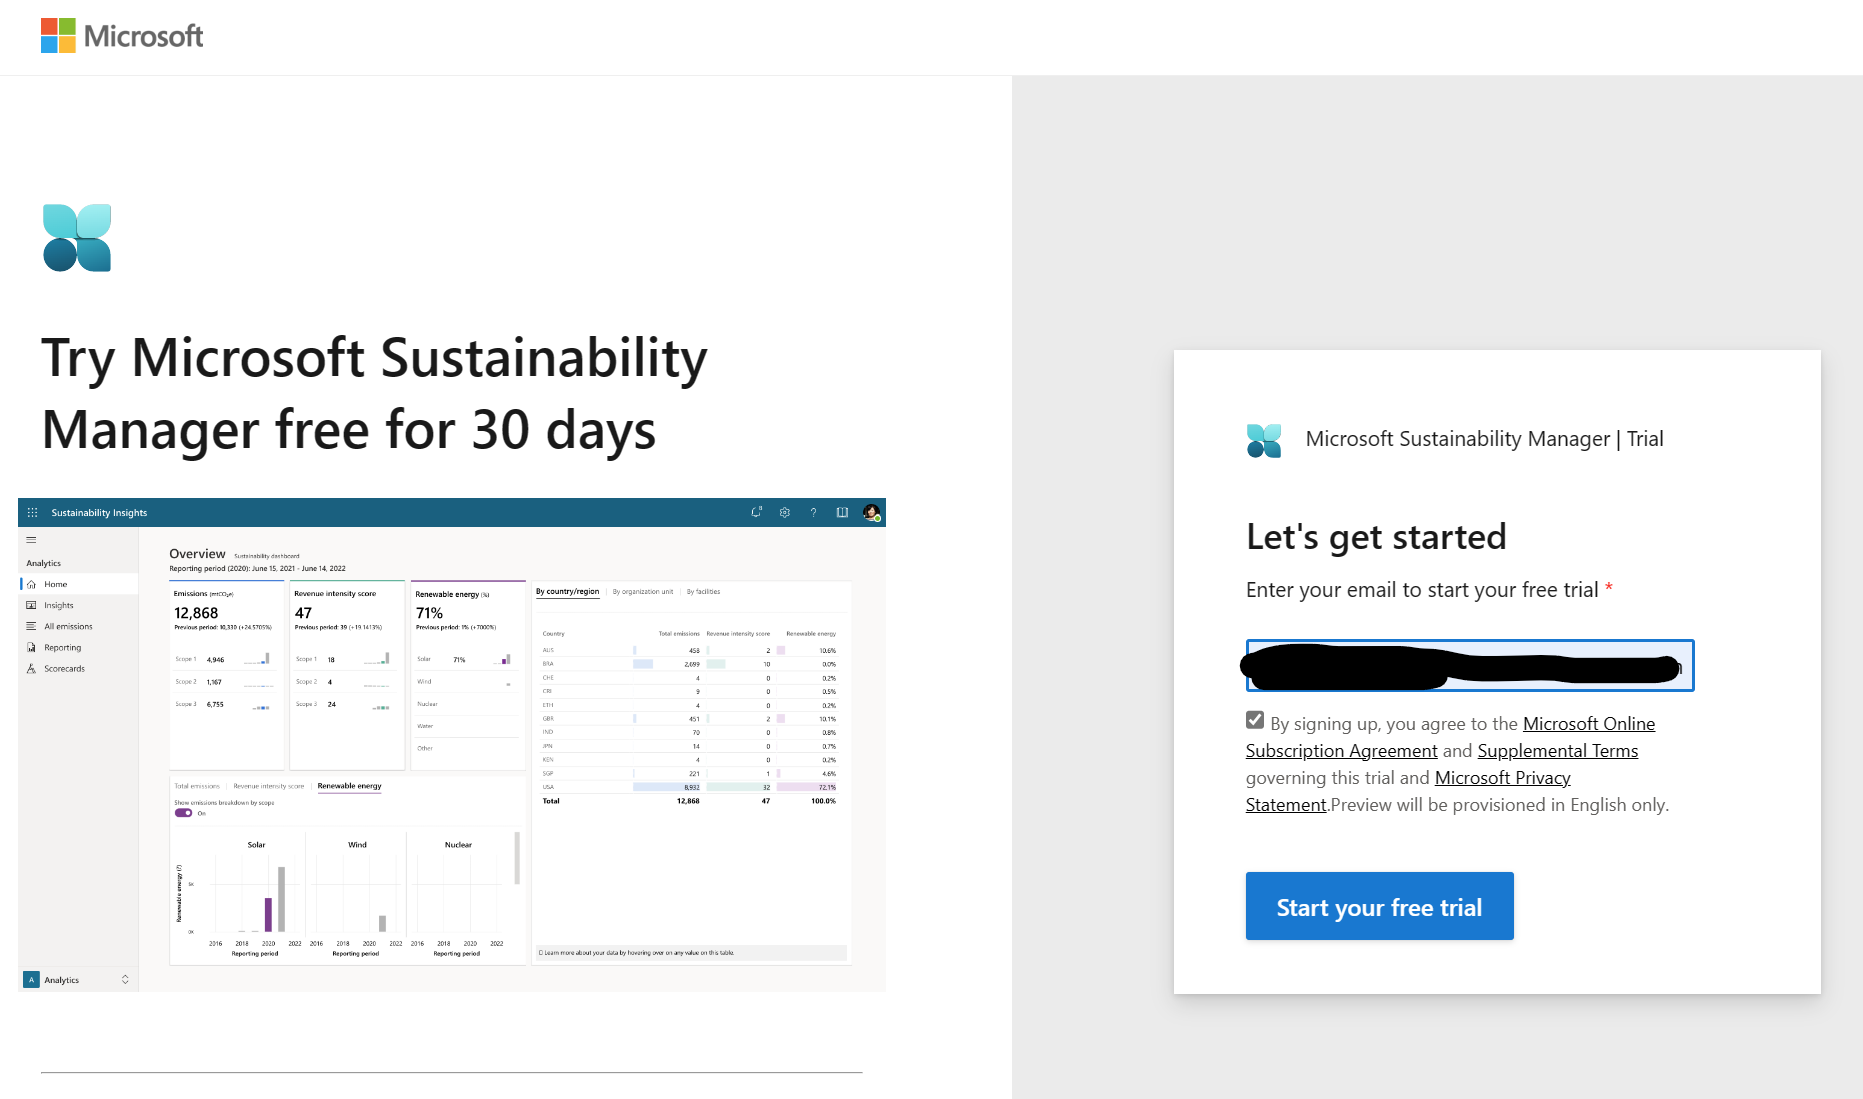 Microsoft
Try Microsoft Sustainability
Manager free for 30 days
Sustainability Insights
Analytics
Home
Insights
All emissions
Reporting
Scorecards
A Analytics
Overview Sustainability dashboard
Reporting period (2020): June 15, 2021 - June 14, 2022
Emissions (mtCO₂e)
12,868
Previous period: 10,330 (+24.5705%)
Scope 1 4,946
Scope 2 1,167
Scope 3 6,755
Revenue intensity score
47
Previous period: 39 (+19.1413%)
Scope 1 18
Scope 2 4
Scope 3 24
Renewable energy (%)
71%
Previous period: 1% (+7000%)
Solar 71%
Wind
Nuclear
Water
Other
By country/region By organization unit By facilities
Country Total emissions Revenue intensity score Renewable energy
AUS 458 2 10.6%
BRA 2,699 10 0.0%
CHE 4 0 0.2%
CRI 9 0 0.5%
ETH 4 0 0.2%
GBR 451 2 10.1%
IND 70 0 0.8%
JPN 14 0 0.7%
KEN 4 0 0.2%
SGP 221 1 4.6%
USA 8,932 32 72.1%
Total 12,868 47 100.0%
Learn more about your data by hovering over on any value on this table.
Total emissions Revenue intensity score Renewable energy
Show emissions breakdown by scope
On
Solar Wind Nuclear
0K
2016 2018 2020 2022 2016 2018 2020 2022 2016 2018 2020 2022
Reporting period Reporting period Reporting period
Microsoft Sustainability Manager | Trial
Let's get started
Enter your email to start your free trial *
By signing up, you agree to the Microsoft Online
Subscription Agreement and Supplemental Terms
governing this trial and Microsoft Privacy
Statement.Preview will be provisioned in English only.
Start your free trial